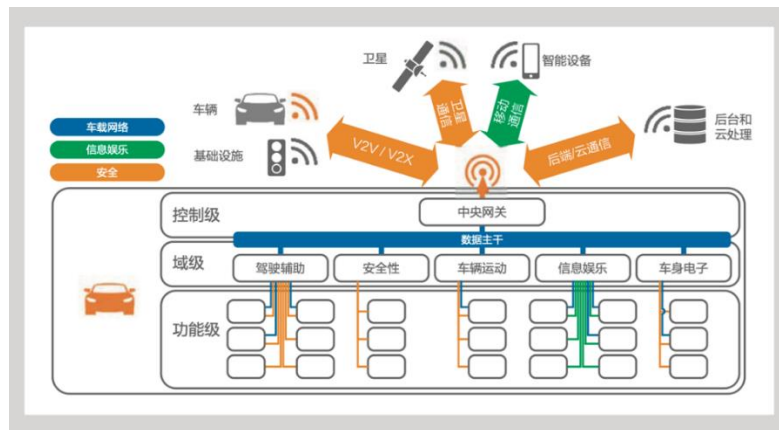 卫星
智能设备
车辆
基础设施
后台和
云处理
车载网络
信息娱乐
安全
V2V / V2X
卫星
通信
移动
通信
后端/云通信
控制级
中央网关
数据主干
域级
驾驶辅助
安全性
车辆运动
信息娱乐
车身电子
功能级